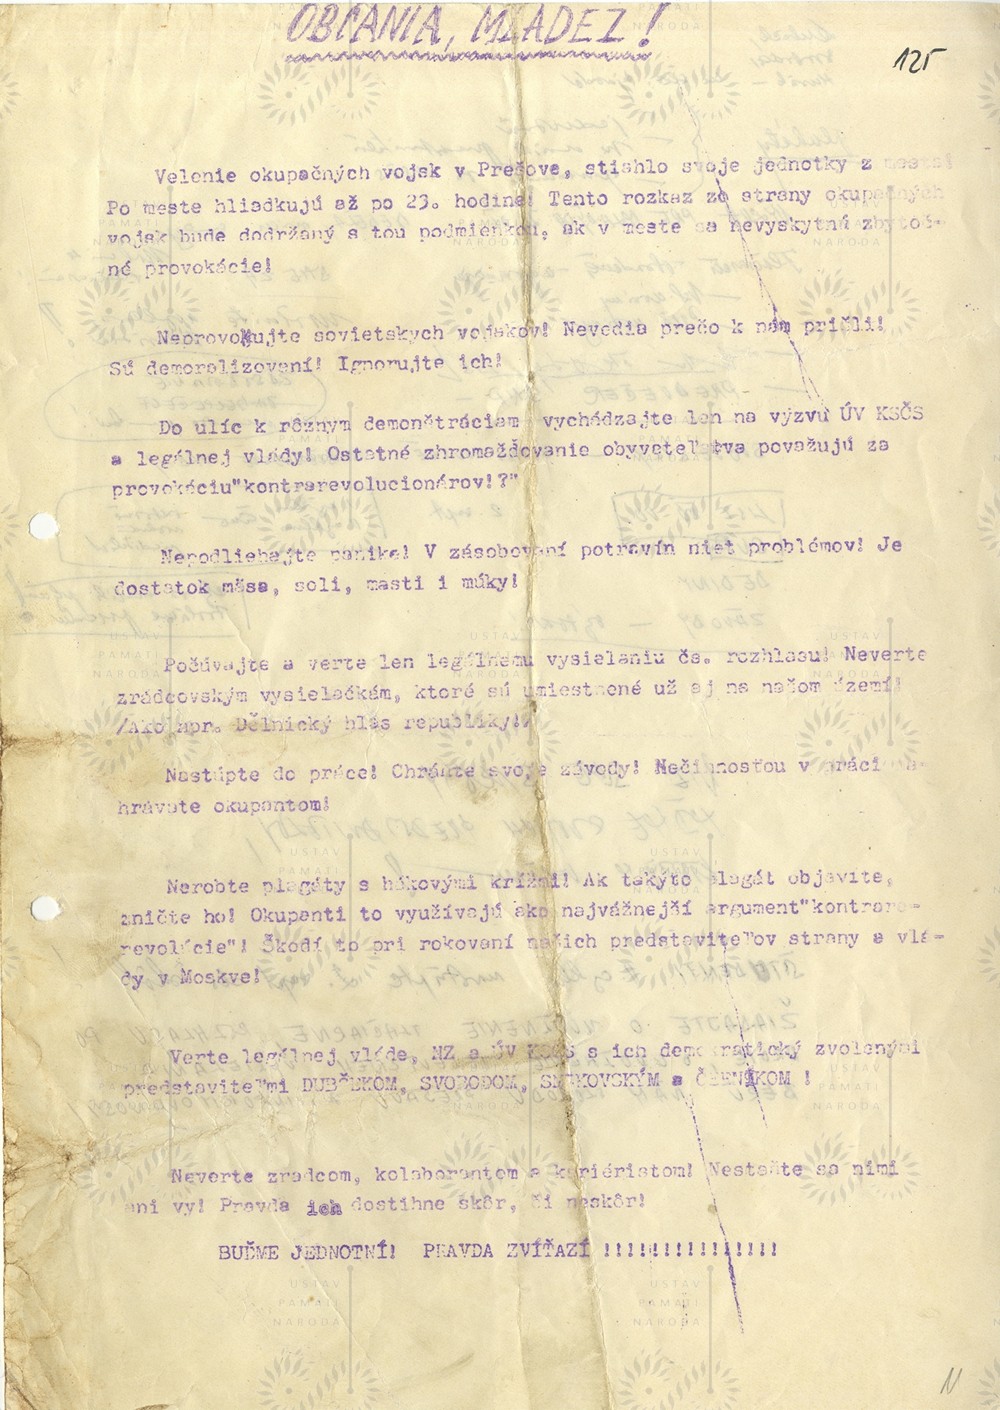 OBČANIA, MLÁDEŽ!
125
Velenie okupačných vojsk v Prešove, stiahlo svoje jednotky z mesta!
Po meste hliadkujú až po 23. hodine! Tento rozkaz zo strany okupačných
vojsk bude dodržaný s tou podmienkou, ak v meste sa nevyskytnú zbytoč-
né provokácie!
Neprovokujte sovietskych vojakov! Nevedia prečo k nám prišli!
Sú demoralizovaní! Ignorujte ich!
Do ulíc k rôznym demonštráciam vychádzajte len na výzvu ÚV KSČS
a legálnej vlády! Ostatné zhromažďovanie obyvateľstva považujú za
provokáciu"kontrarevolucionárov!?"
Nepodliehajte panike! V zásobovaní potravín niet problémov! Je
dostatok mäsa, soli, masti i múky!
Počúvajte a verte len legálnemu vysielaniu čs. rozhlasu! Neverte
zrádcovským vysielačkám, ktoré sú umiestnené už aj na našom území!
/Ako npr. Dělnický hlas republiky!/
Nastúpte do práce! Chráňte svoje závody! Nečinnosťou v práci na-
hrávate okupantom!
Nerobte plagáty s hákovými krížmi! Ak takýto plagát objavíte,
zničte ho! Okupanti to využívajú ako najvážnejší argument"kontrare-
revolúcie"! Škodí to pri rokovaní našich predstaviteľov strany a vlá-
dy v Moskve!
Verte legálnej vláde, NZ a ÚV KSČS s ich demokratický zvolenými
predstaviteľmi DUBČEKOM, SVOBODOM, SMRKOVSKÝM a ČERNÍKOM !
Neverte zradcom, kolaborantom a kariéristom! Nestaňte sa nimi
ani vy! Pravda ich dostihne skôr, či neskôr!
BUĎME JEDNOTNÍ! PRAVDA ZVÍŤAZÍ !!!!!!!!!!!!!!!!
N